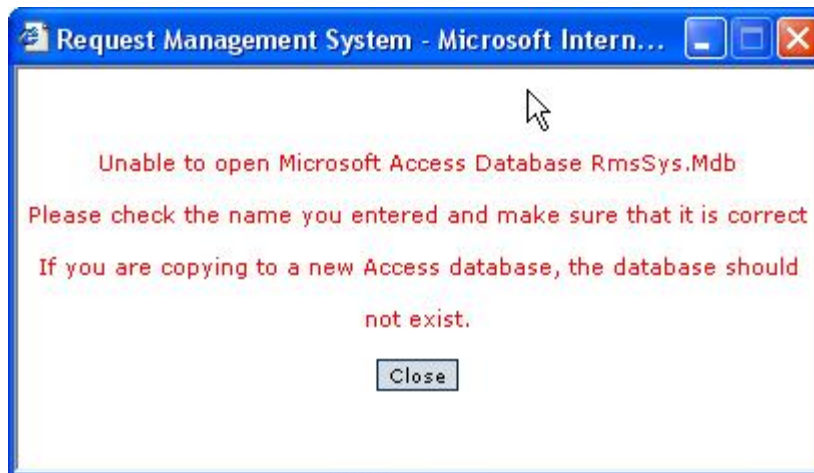 Request Management System - Microsoft Intern...
Unable to open Microsoft Access Database RmsSys.Mdb
Please check the name you entered and make sure that it is correct
If you are copying to a new Access database, the database should
not exist.
Close